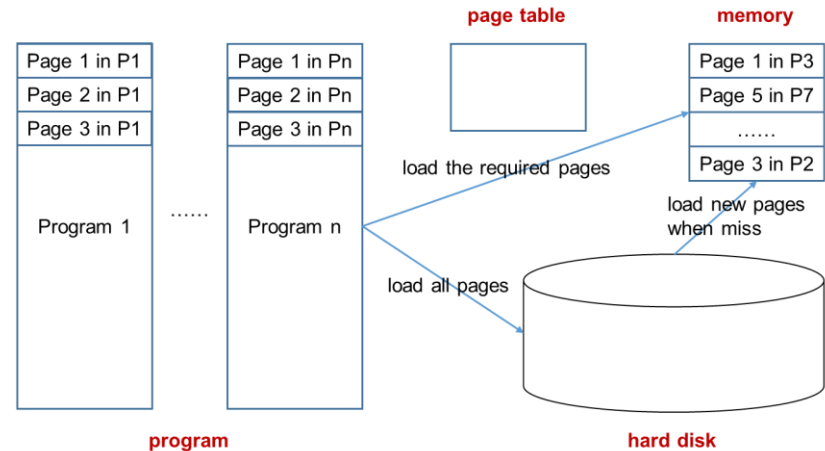 page table
memory
Page 1 in P1
Page 2 in P1
Page 3 in P1
Program 1
......
Page 1 in Pn
Page 2 in Pn
Page 3 in Pn
Program n
Page 1 in P3
Page 5 in P7
......
Page 3 in P2
load the required pages
load new pages
when miss
load all pages
program
hard disk